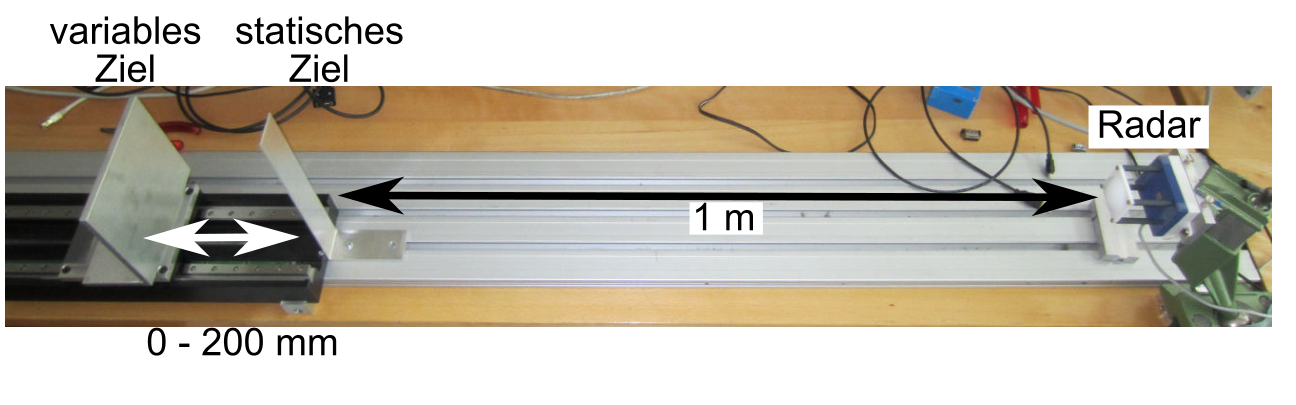 variables
Ziel
statisches
Ziel
Radar
1 m
0 - 200 mm